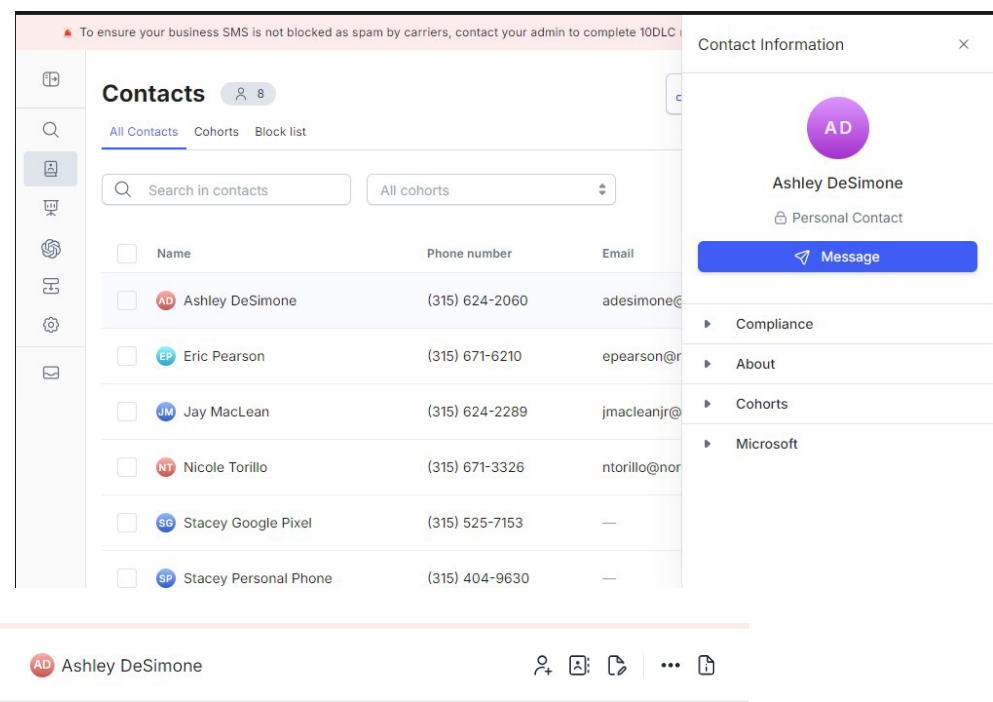 To ensure your business SMS is not blocked as spam by carriers, contact your admin to complete 10DLC
Contact Information
Contacts 8
All Contacts Cohorts Block list
AD
Ashley DeSimone
Personal Contact
Message
Search in contacts All cohorts
Name Phone number Email
AD Ashley DeSimone (315) 624-2060 adesimone@
EP Eric Pearson (315) 671-6210 epearson@r
JM Jay MacLean (315) 624-2289 jmacleanjr@
NT Nicole Torillo (315) 671-3326 ntorillo@nor
SG Stacey Google Pixel (315) 525-7153 —
SP Stacey Personal Phone (315) 404-9630 —
Compliance
About
Cohorts
Microsoft
AD Ashley DeSimone